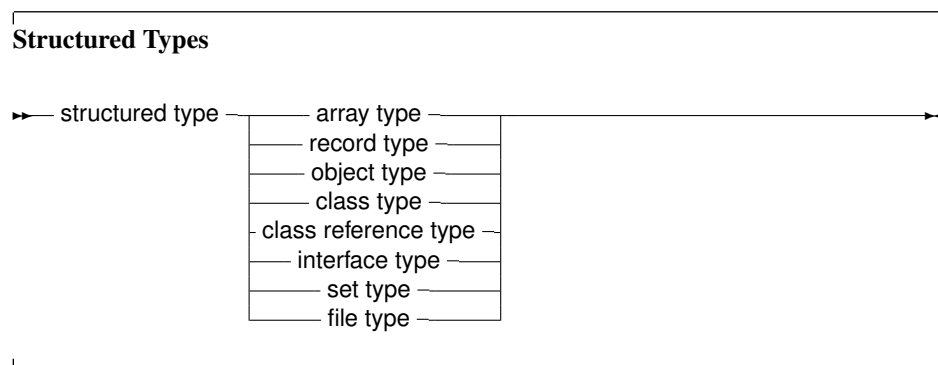 Structured Types
structured type array type
record type
object type
class type
class reference type
interface type
set type
file type